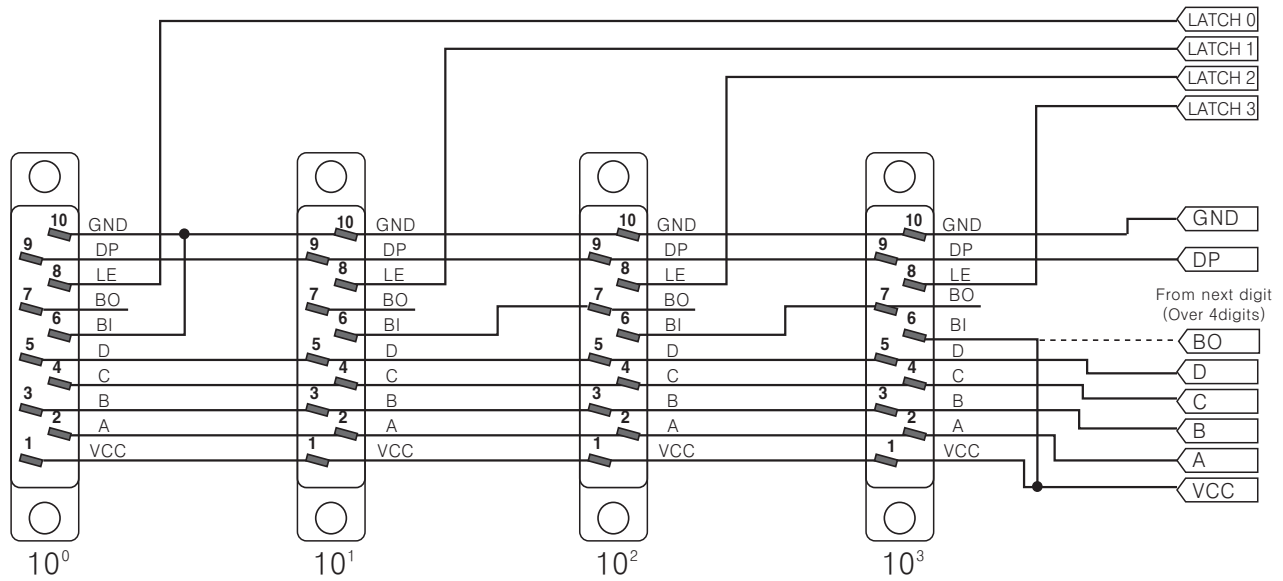 LATCH 0
LATCH 1
LATCH 2
LATCH 3
10 GND 10 GND 10 GND 10 GND GND
9 DP 9 DP 9 DP 9 DP DP
8 LE 8 LE 8 LE 8 LE
7 BO 7 BO 7 BO 7 BO
From next digit
(Over 4digits)
6 BI 6 BI 6 BI 6 BI BO
5 D 5 D 5 D 5 D D
4 C 4 C 4 C 4 C C
3 B 3 B 3 B 3 B B
2 A 2 A 2 A 2 A A
1 VCC 1 VCC 1 VCC 1 VCC VCC
10⁰ 10¹ 10² 10³